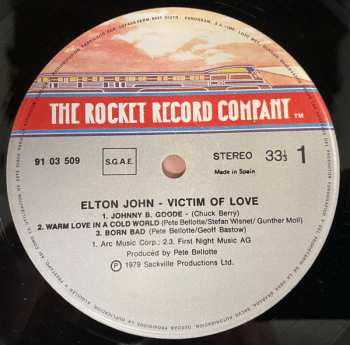 THE ROCKET RECORD COMPANY TM
91 03 509
S.G.A.E.
STEREO 33⅓ 1
Made in Spain
ELTON JOHN - VICTIM OF LOVE
1. JOHNNY B. GOODE - (Chuck Berry)
2. WARM LOVE IN A COLD WORLD - (Pete Bellotte/Stefan Wisnet/ Gunther Moll)
3. BORN BAD - (Pete Bellotte/Geoff Bastow)
1. Arc Music Corp.; 2.3. First Night Music AG
Produced by Pete Bellotte
Ⓟ 1979 Sackville Productions Ltd.